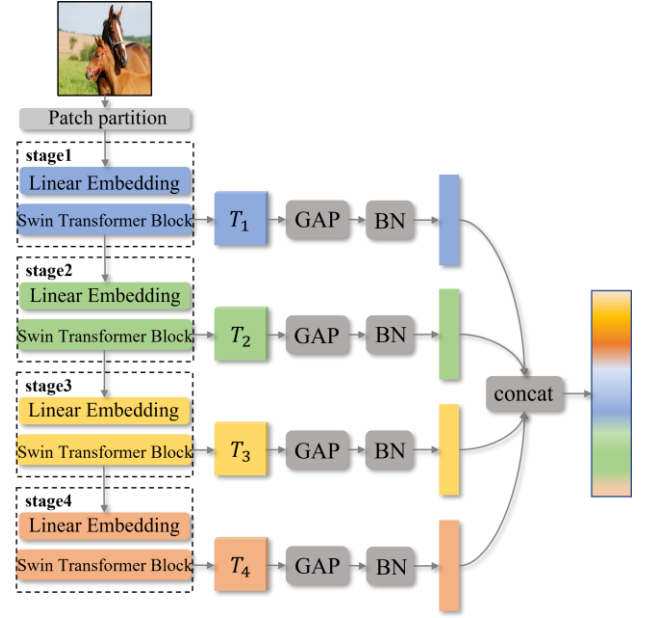 Patch partition
stage1
Linear Embedding
Swin Transformer Block
T₁
GAP
BN
stage2
Linear Embedding
Swin Transformer Block
T₂
GAP
BN
concat
stage3
Linear Embedding
Swin Transformer Block
T₃
GAP
BN
stage4
Linear Embedding
Swin Transformer Block
T₄
GAP
BN